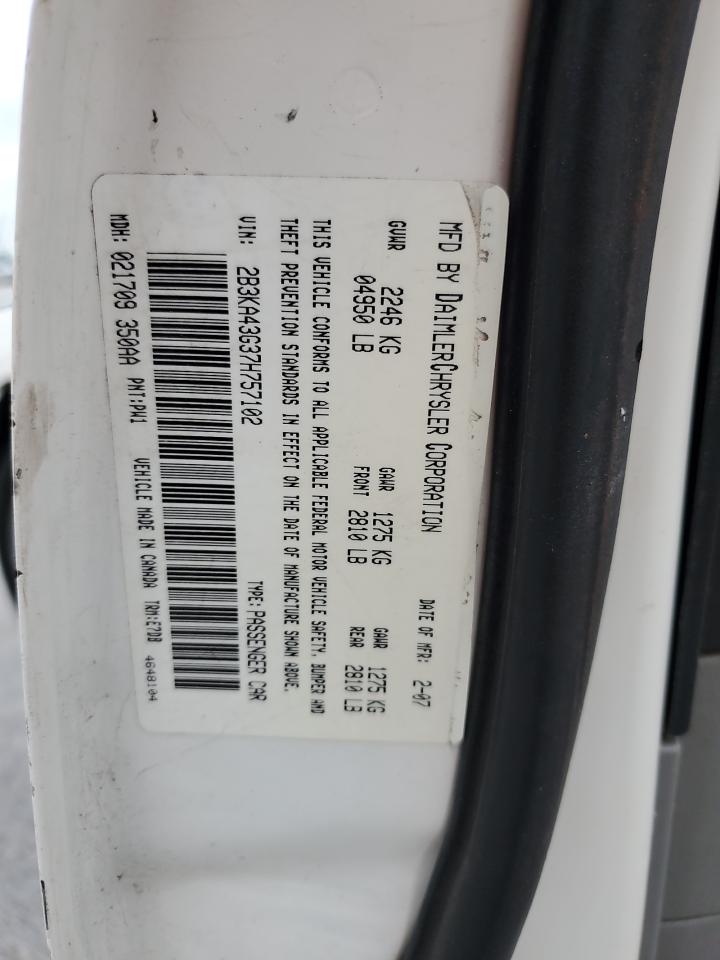 MFD BY DAIMLERCHRYSLER CORPORATION
DATE OF MFR: 2-07
GVWR 2246 KG
04950 LB
GAWR 1275 KG
FRONT 2810 LB
GAWR 1275 KG
REAR 2810 LB
THIS VEHICLE CONFORMS TO ALL APPLICABLE FEDERAL MOTOR VEHICLE SAFETY, BUMPER AND
THEFT PREVENTION STANDARDS IN EFFECT ON THE DATE OF MANUFACTURE SHOWN ABOVE.
VIN: 2B3KA43G37H757102 TYPE: PASSENGER CAR
MDH: 021709 350AA PNT:PW1 VEHICLE MADE IN CANADA TRM:E7DB 4648104